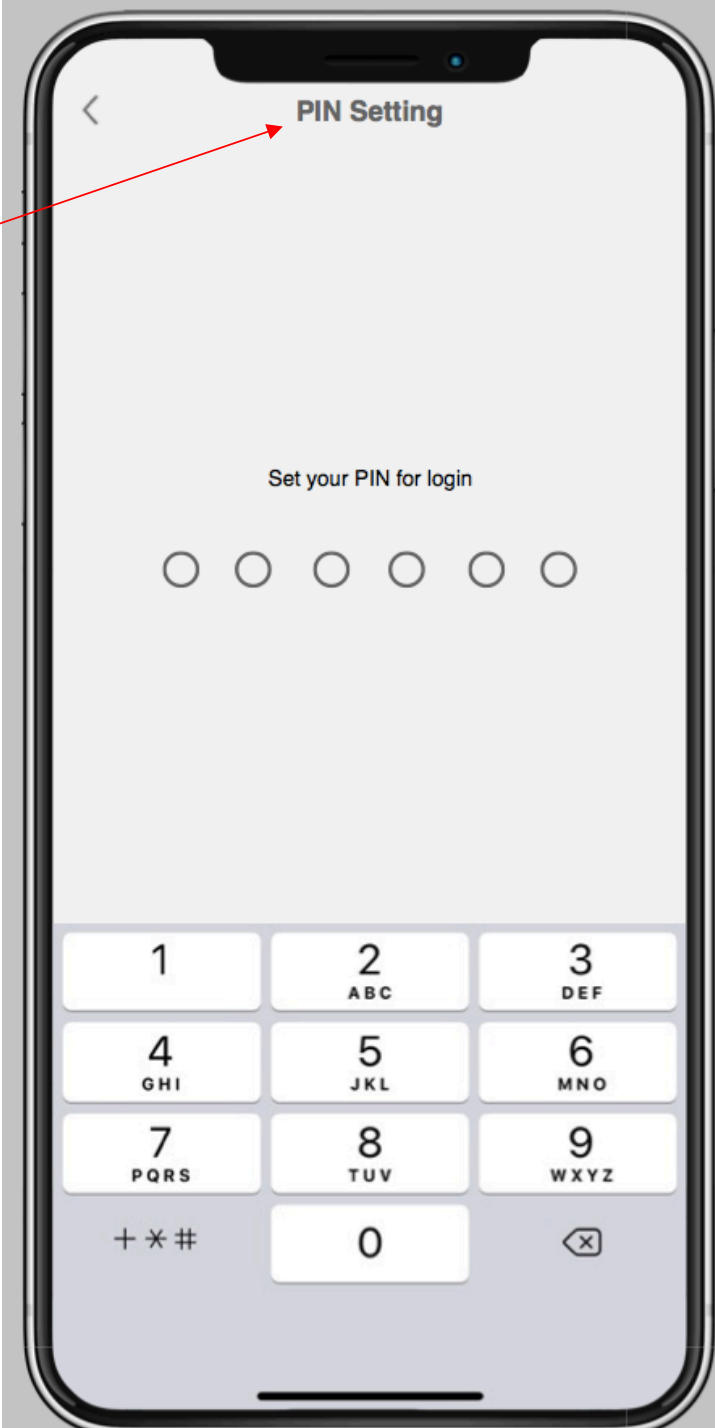 PIN Setting
Set your PIN for login
1 2 3
ABC DEF
4 5 6
GHI JKL MNO
7 8 9
PQRS TUV WXYZ
+*# 0